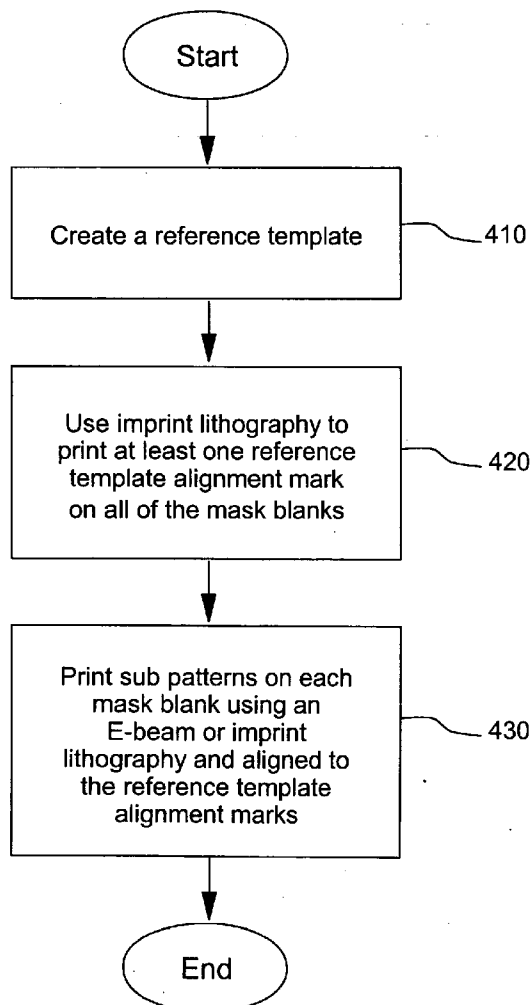 Start
Create a reference template
410
Use imprint lithography to
print at least one reference
template alignment mark
on all of the mask blanks
420
Print sub patterns on each
mask blank using an
E-beam or imprint
lithography and aligned to
the reference template
alignment marks
430
End